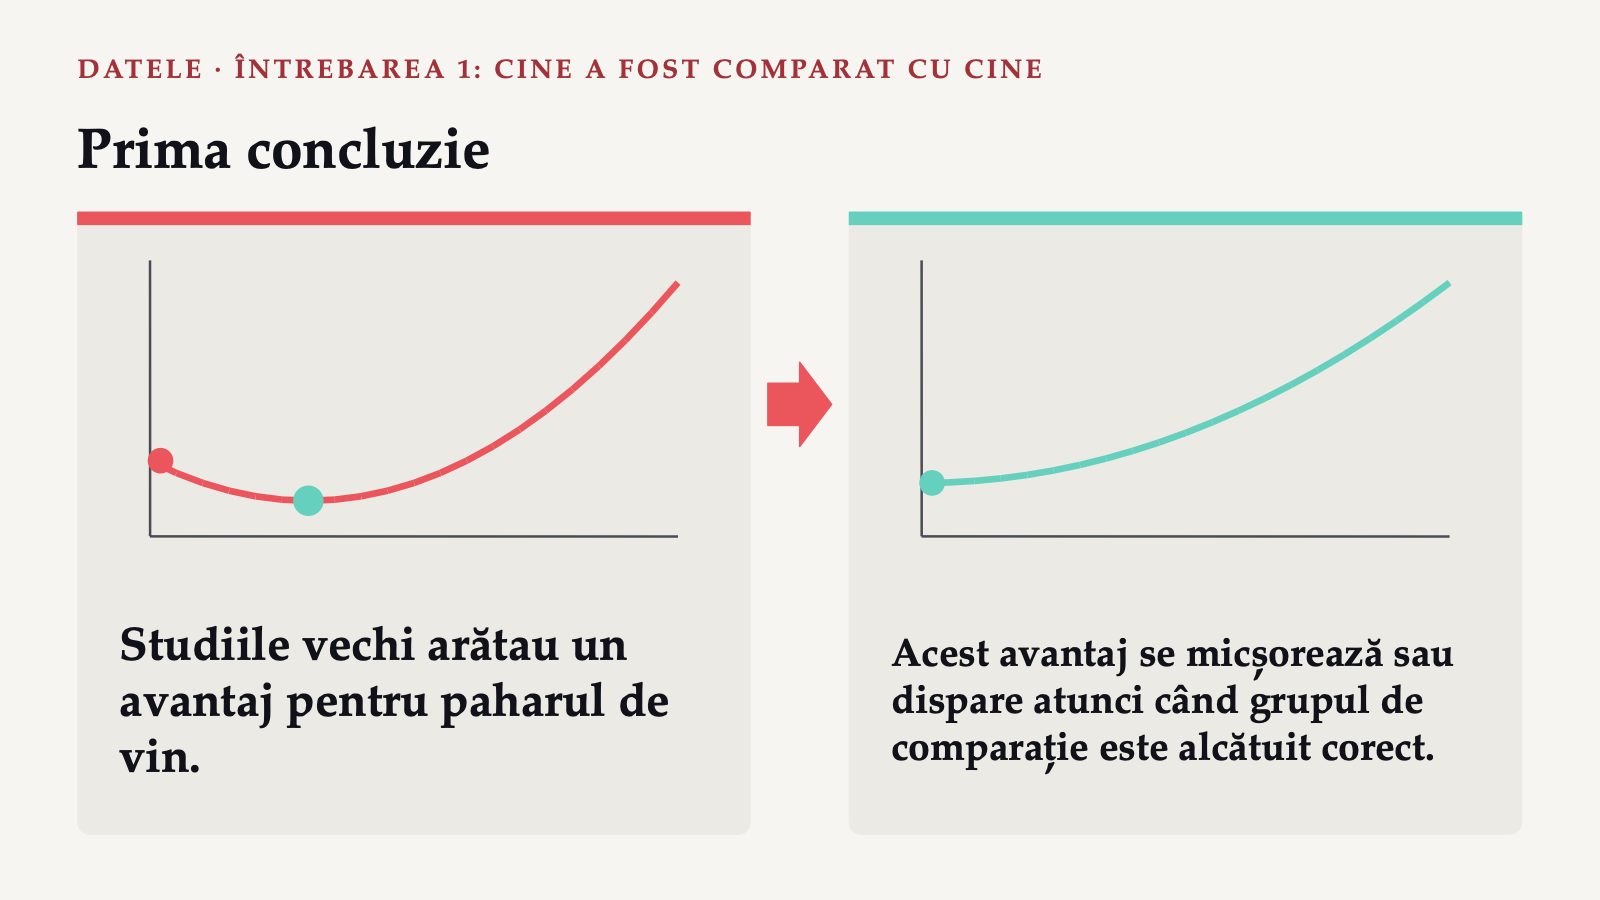 DATELE · ÎNTREBAREA 1: CINE A FOST COMPARAT CU CINE
Prima concluzie
Studiile vechi arătau un
avantaj pentru paharul de
vin.
Acest avantaj se micșorează sau
dispare atunci când grupul de
comparație este alcătuit corect.